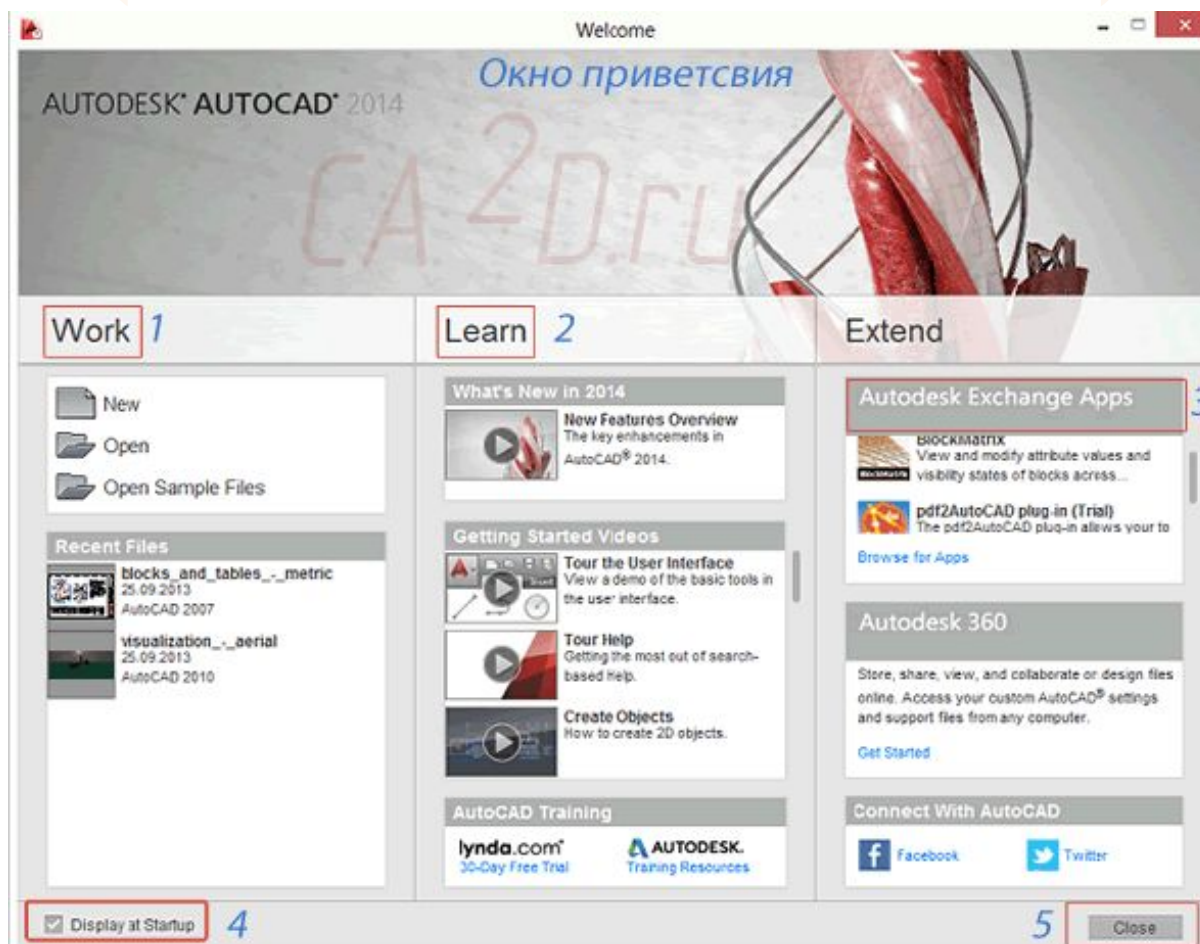 Welcome
Окно приветсвия
AUTODESK® AUTOCAD® 2014
CA2D.ru
Work 1
Learn 2
Extend
New
Open
Open Sample Files
Recent Files
blocks_and_tables_-_metric
25.09.2013
AutoCAD 2007
visualization_-_aerial
25.09.2013
AutoCAD 2010
What's New in 2014
New Features Overview
The key enhancements in
AutoCAD® 2014.
Getting Started Videos
Tour the User Interface
View a demo of the basic tools in
the user interface.
Tour Help
Getting the most out of search-
based help.
Create Objects
How to create 2D objects.
AutoCAD Training
lynda.com®
30-Day Free Trial
AUTODESK.
Training Resources
Autodesk Exchange Apps 3
BlockMatrix
View and modify attribute values and
visibility states of blocks across...
pdf2AutoCAD plug-in (Trial)
The pdf2AutoCAD plug-in allows your to
Browse for Apps
Autodesk 360
Store, share, view, and collaborate or design files
online. Access your custom AutoCAD® settings
and support files from any computer.
Get Started
Connect With AutoCAD
Facebook
Twitter
Display at Startup 4
5 Close